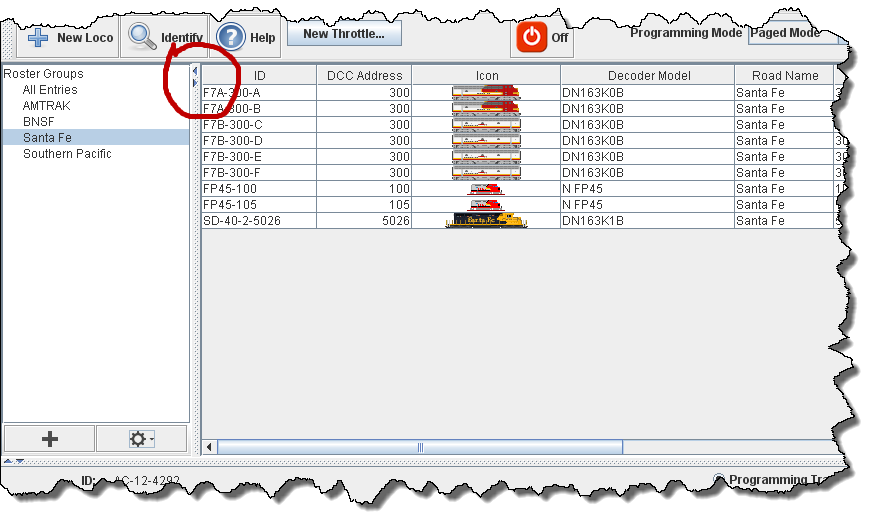 New Loco Identify Help New Throttle... Off Programming Mode Paged Mode
Roster Groups
All Entries
AMTRAK
BNSF
Santa Fe
Southern Pacific
ID DCC Address Icon Decoder Model Road Name
F7A-300-A 300 DN163K0B Santa Fe
F7A-300-B 300 DN163K0B Santa Fe
F7B-300-C 300 DN163K0B Santa Fe
F7B-300-D 300 DN163K0B Santa Fe
F7B-300-E 300 DN163K0B Santa Fe
F7B-300-F 300 DN163K0B Santa Fe
FP45-100 100 N FP45 Santa Fe
FP45-105 105 N FP45 Santa Fe
SD-40-2-5026 5026 Santa Fe DN163K1B Santa Fe
ID: AC-12-4292 Programming Tra